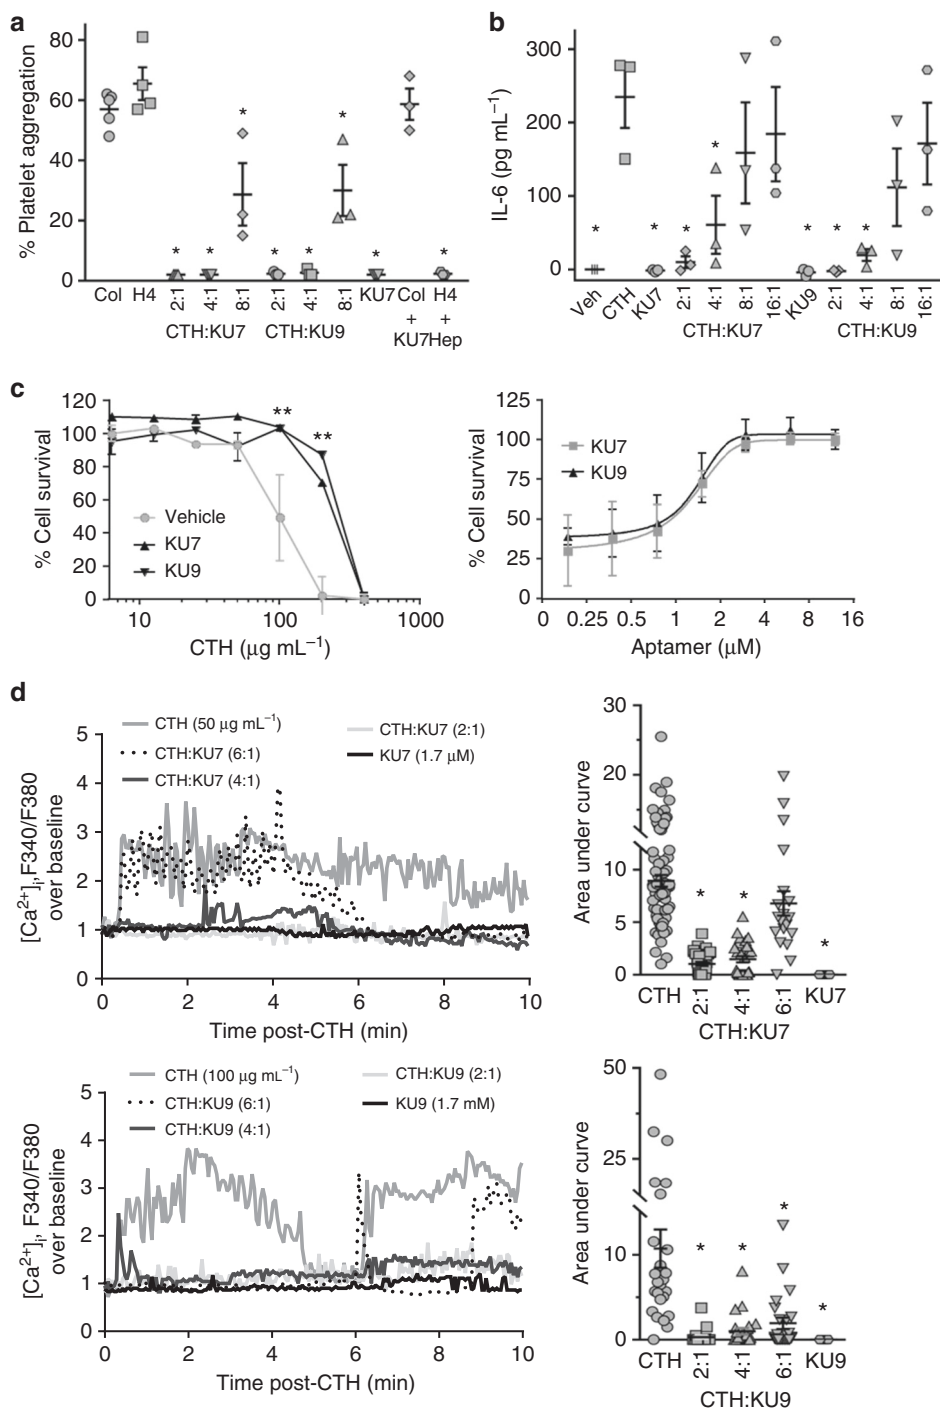 a
% Platelet aggregation
80
60
40
20
0
* * * * * * * *
Col H4 2:1 4:1 8:1 2:1 4:1 8:1 KU7 Col H4
+ +
KU7 Hep
CTH:KU7 CTH:KU9
b
IL-6 (pg mL⁻¹)
300
200
100
0
* * * * * * *
Veh CTH KU7 2:1 4:1 8:1 16:1 KU9 2:1 4:1 8:1 16:1
CTH:KU7 CTH:KU9
c
% Cell survival
120
100
80
60
40
20
0
** **
Vehicle
KU7
KU9
10 100 1000
CTH (μg mL⁻¹)
% Cell survival
125
100
75
50
25
0
KU7
KU9
0 0.25 0.5 1 2 4 8 16
Aptamer (μM)
d
CTH (50 μg mL⁻¹)
CTH:KU7 (6:1)
CTH:KU7 (4:1)
CTH:KU7 (2:1)
KU7 (1.7 μM)
[Ca²⁺]ᵢ, F340/F380
over baseline
5
4
3
2
1
0
0 2 4 6 8 10
Time post-CTH (min)
Area under curve
30
20
10
5
0
* * *
CTH 2:1 4:1 6:1 KU7
CTH:KU7
CTH (100 μg mL⁻¹)
CTH:KU9 (6:1)
CTH:KU9 (4:1)
CTH:KU9 (2:1)
KU9 (1.7 mM)
[Ca²⁺]ᵢ, F340/F380
over baseline
5
4
3
2
1
0
0 2 4 6 8 10
Time post-CTH (min)
Area under curve
50
25
10
0
* * * *
CTH 2:1 4:1 6:1 KU9
CTH:KU9